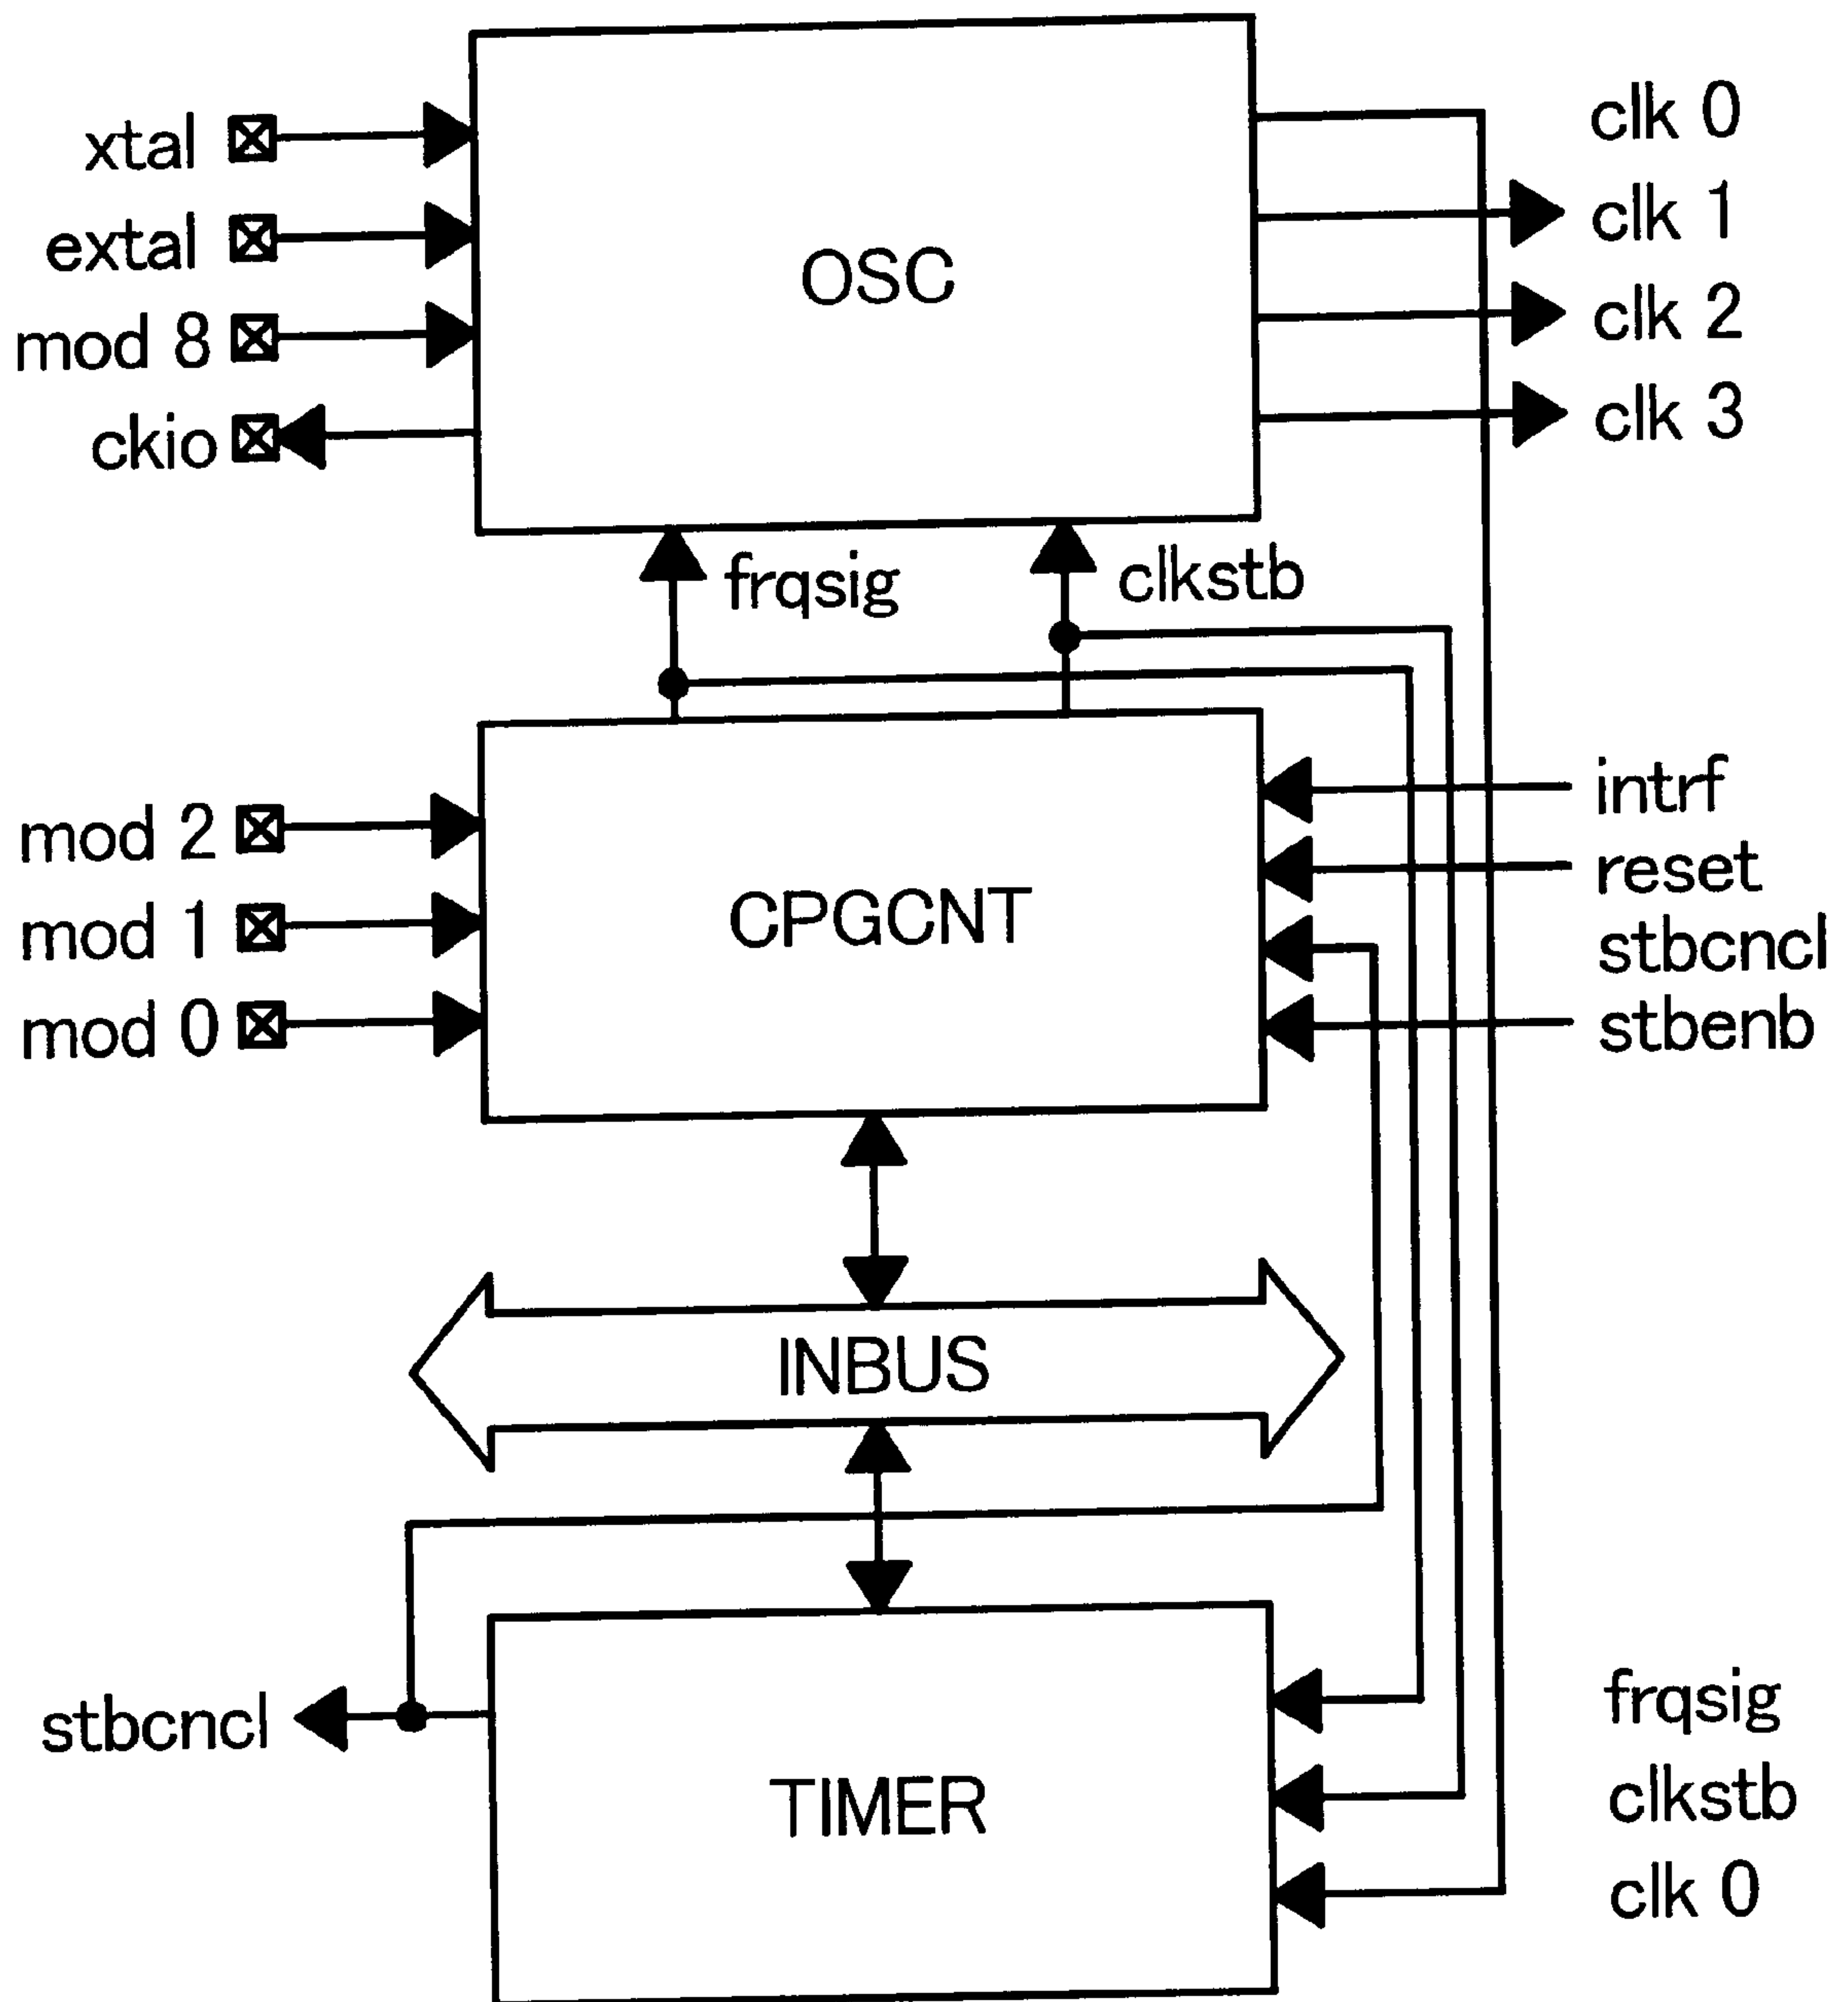 xtal
extal
mod 8
ckio
OSC
clk 0
clk 1
clk 2
clk 3
frqsig
clkstb
mod 2
mod 1
mod 0
CPGCNT
intrf
reset
stbcncl
stbenb
INBUS
stbcncl
TIMER
frqsig
clkstb
clk 0